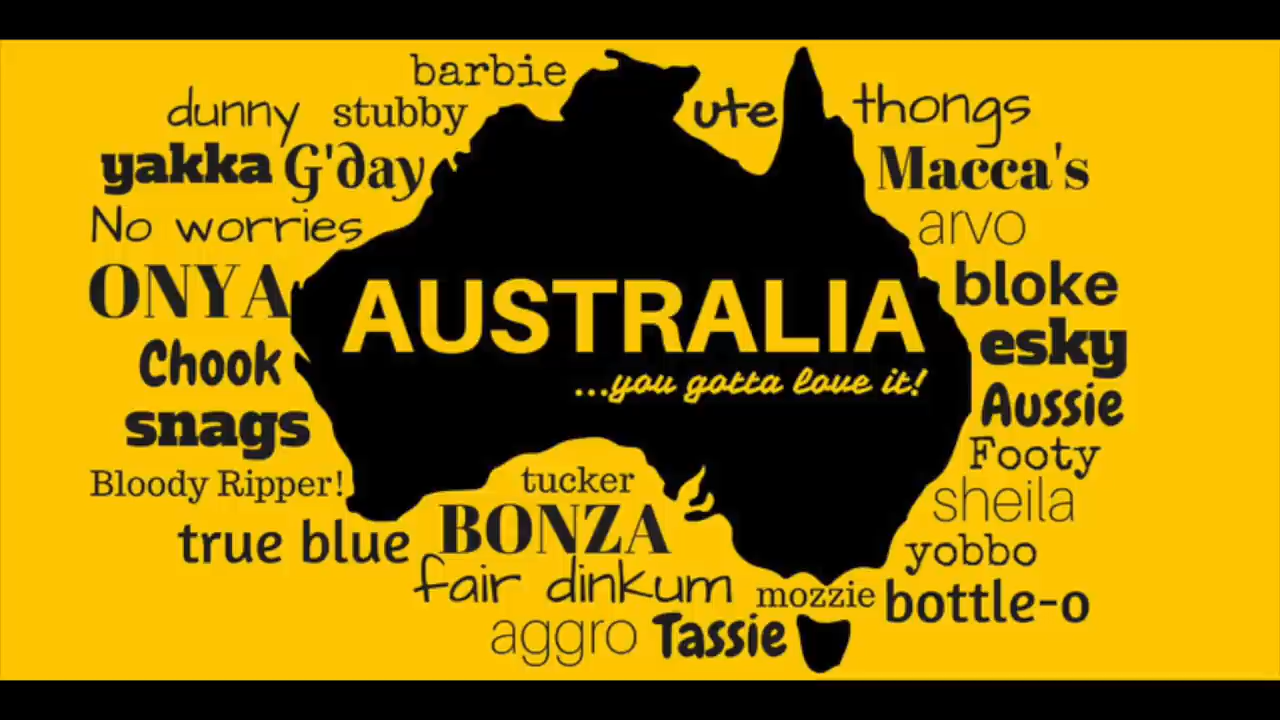 barbie
dunny stubby
ute
thongs
yakka G'day
Macca's
No worries
arvo
ONYA
AUSTRALIA
bloke
...you gotta love it!
esky
Chook
Aussie
snags
Footy
Bloody Ripper!
tucker
sheila
true blue
BONZA
yobbo
fair dinkum
mozzie
bottle-o
aggro
Tassie